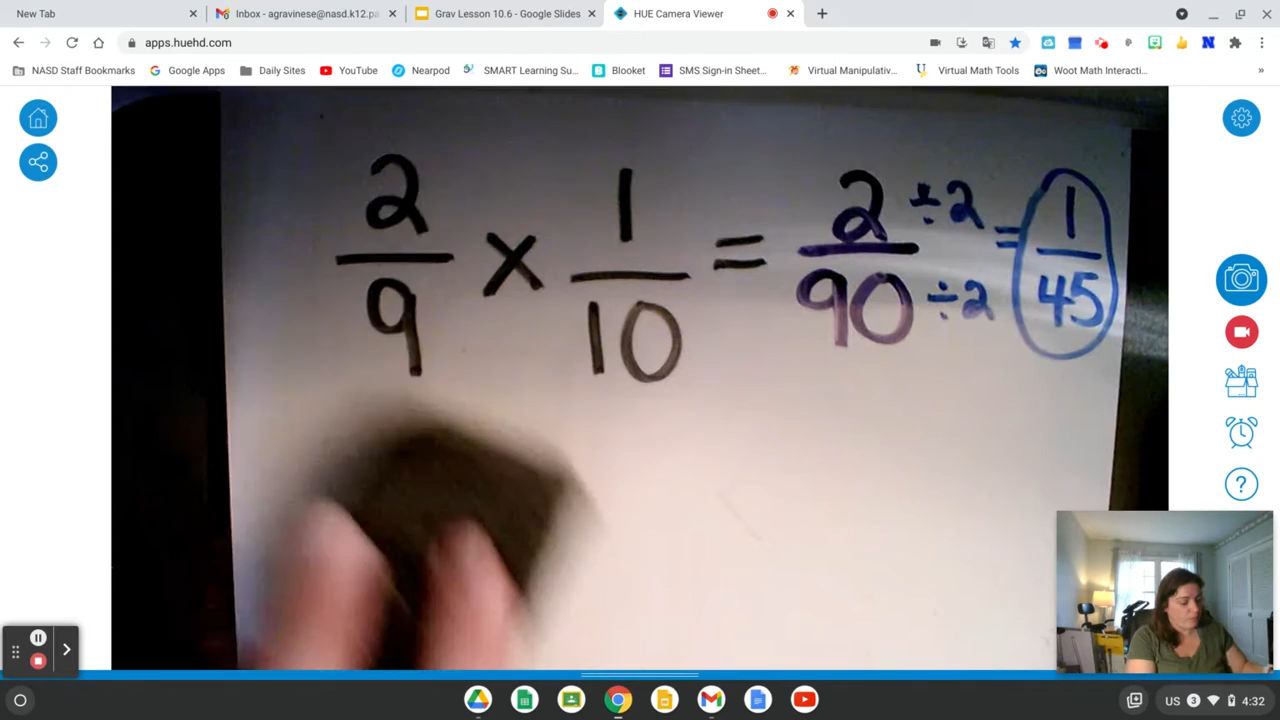 New Tab
Inbox - agravinese@nasd.k12.pa
Grav Lesson 10.6 - Google Slides
HUE Camera Viewer
apps.huehd.com
NASD Staff Bookmarks
Google Apps
Daily Sites
YouTube
Nearpod
SMART Learning Su...
Blooket
SMS Sign-in Sheet...
Virtual Manipulativ...
Virtual Math Tools
Woot Math Interacti...
»
2/9 × 1/10 = 2/90 ÷2/÷2 = 1/45
US 3 4:32